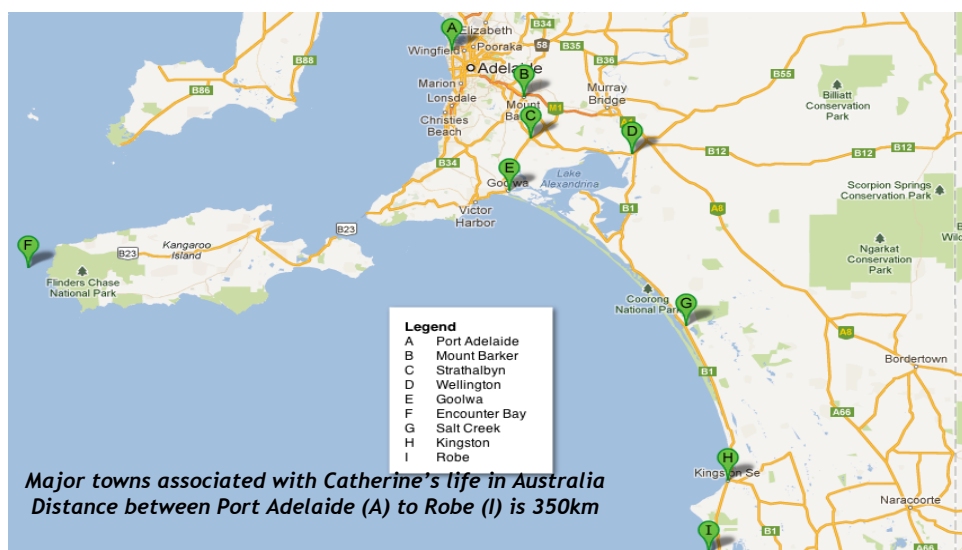 A
Elizabeth
B34
Wingfield
Pooraka
58
B35
B88
B36
Adelaide
B55
B86
Marion
B
Murray
Bridge
Billiatt
Conservation
Park
Lonsdale
Mount
M1
Christies
Beach
C
D
B12
B12
B12
B34
E
Lake
Alexandrina
Goolwa
Scorpion Springs
Conservation
Park
Victor
Harbor
B1
A8
B23
F
B23
Kangaroo
Island
Ngarkat
Conservation
Park
Flinders Chase
National Park
Coorong
National Park
G
Legend
A Port Adelaide
B Mount Barker
C Strathalbyn
D Wellington
E Goolwa
F Encounter Bay
G Salt Creek
H Kingston
I Robe
A8
Bordertown
B1
A66
H
Kingston Se
Major towns associated with Catherine's life in Australia
Distance between Port Adelaide (A) to Robe (I) is 350km
Naracoorte
I
B1